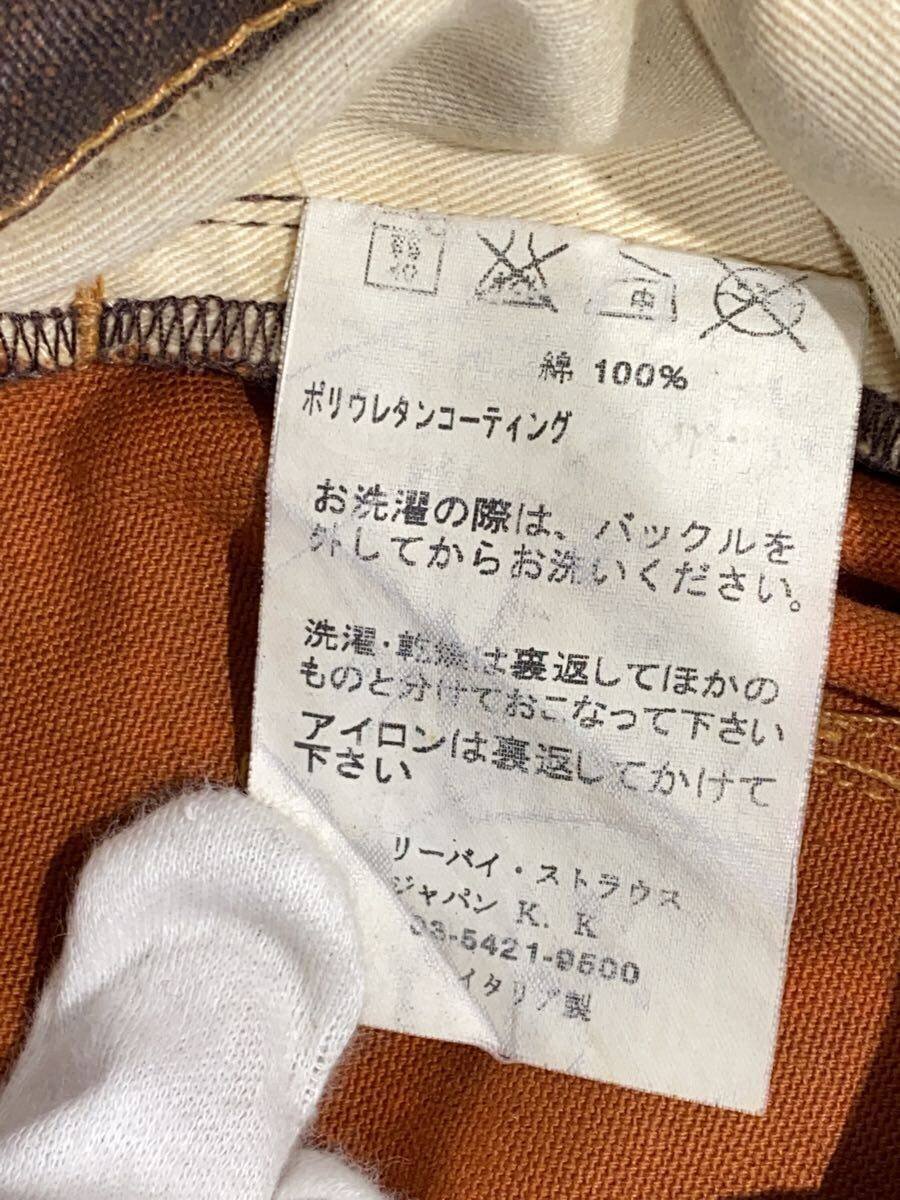 40
中
綿 100%
ポリウレタンコーティング
お洗濯の際は、バックルを
外してからお洗いください。
洗濯・乾燥は裏返してほかの
ものと分けておこなって下さい
アイロンは裏返してかけて
下さい
リーバイ・ストラウス
ジャパン K. K
03-5421-9500
イタリア製